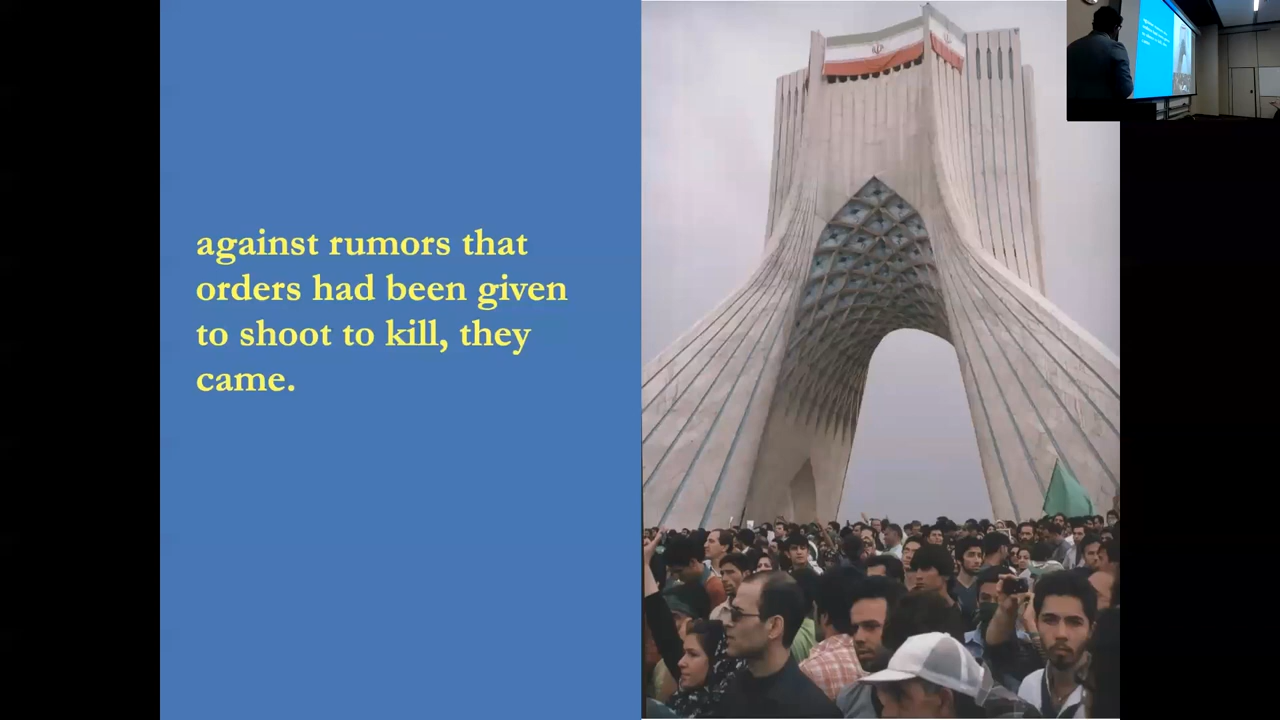 against rumors that
orders had been given
to shoot to kill, they
came.